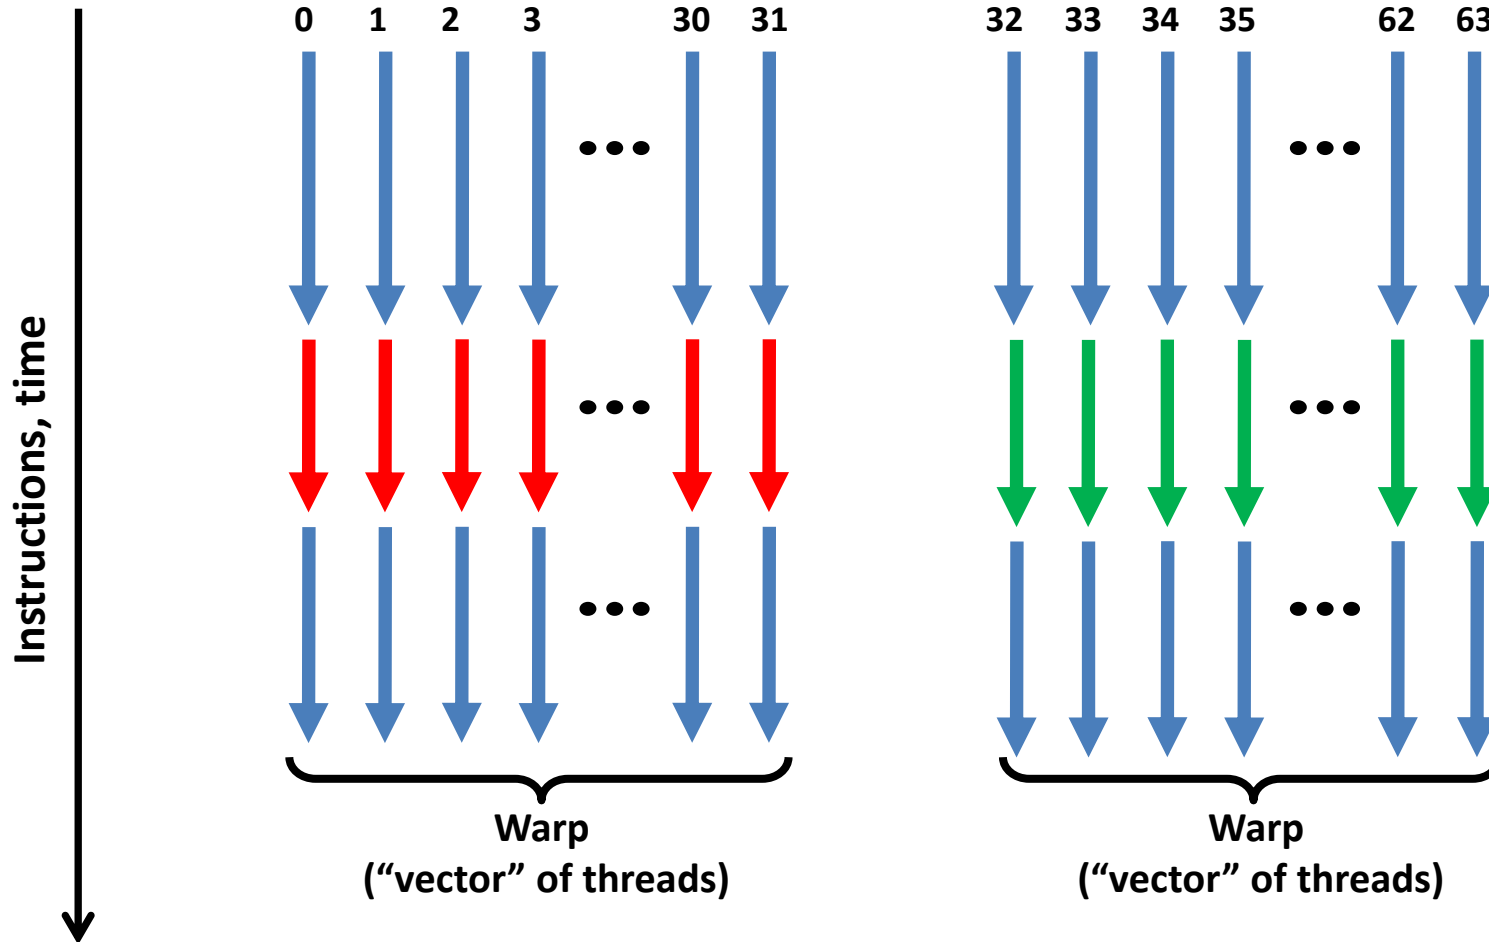 0 1 2 3 30 31 32 33 34 35 62 63
Instructions, time
Warp
(“vector” of threads)
Warp
(“vector” of threads)